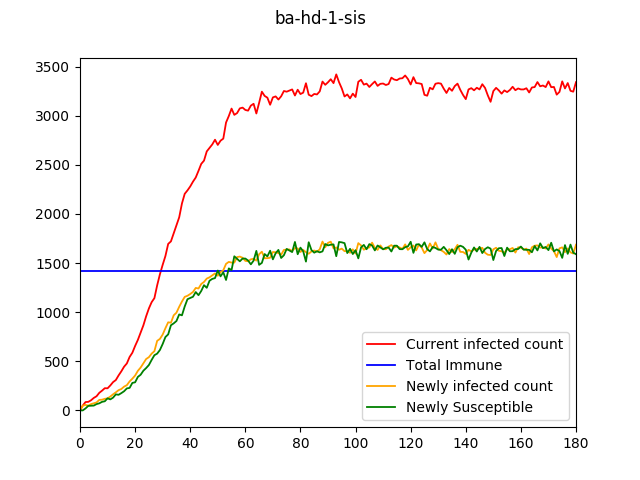 ba-hd-1-sis
3500
3000
2500
2000
1500
1000
500
0
Current infected count
Total Immune
Newly infected count
Newly Susceptible
0 20 40 60 80 100 120 140 160 180